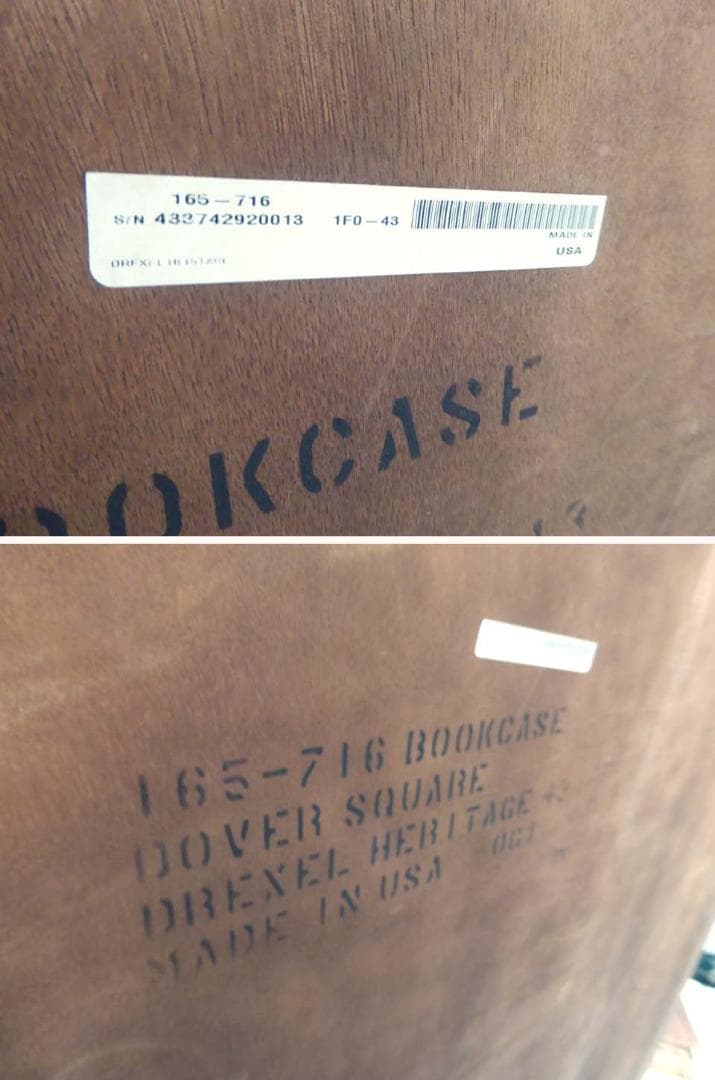 165-716
S/N 433742920013 1F0-43
MADE IN
USA
DREXEL HERITAGE
BOOKCASE
165-716 BOOKCASE
DOVER SQUARE
DREXEL HERITAGE 43
MADE IN USA